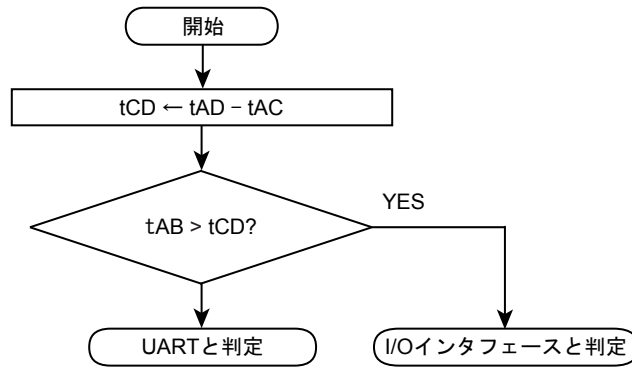 開始
tCD ← tAD − tAC
tAB > tCD?
YES
UARTと判定
I/Oインタフェースと判定